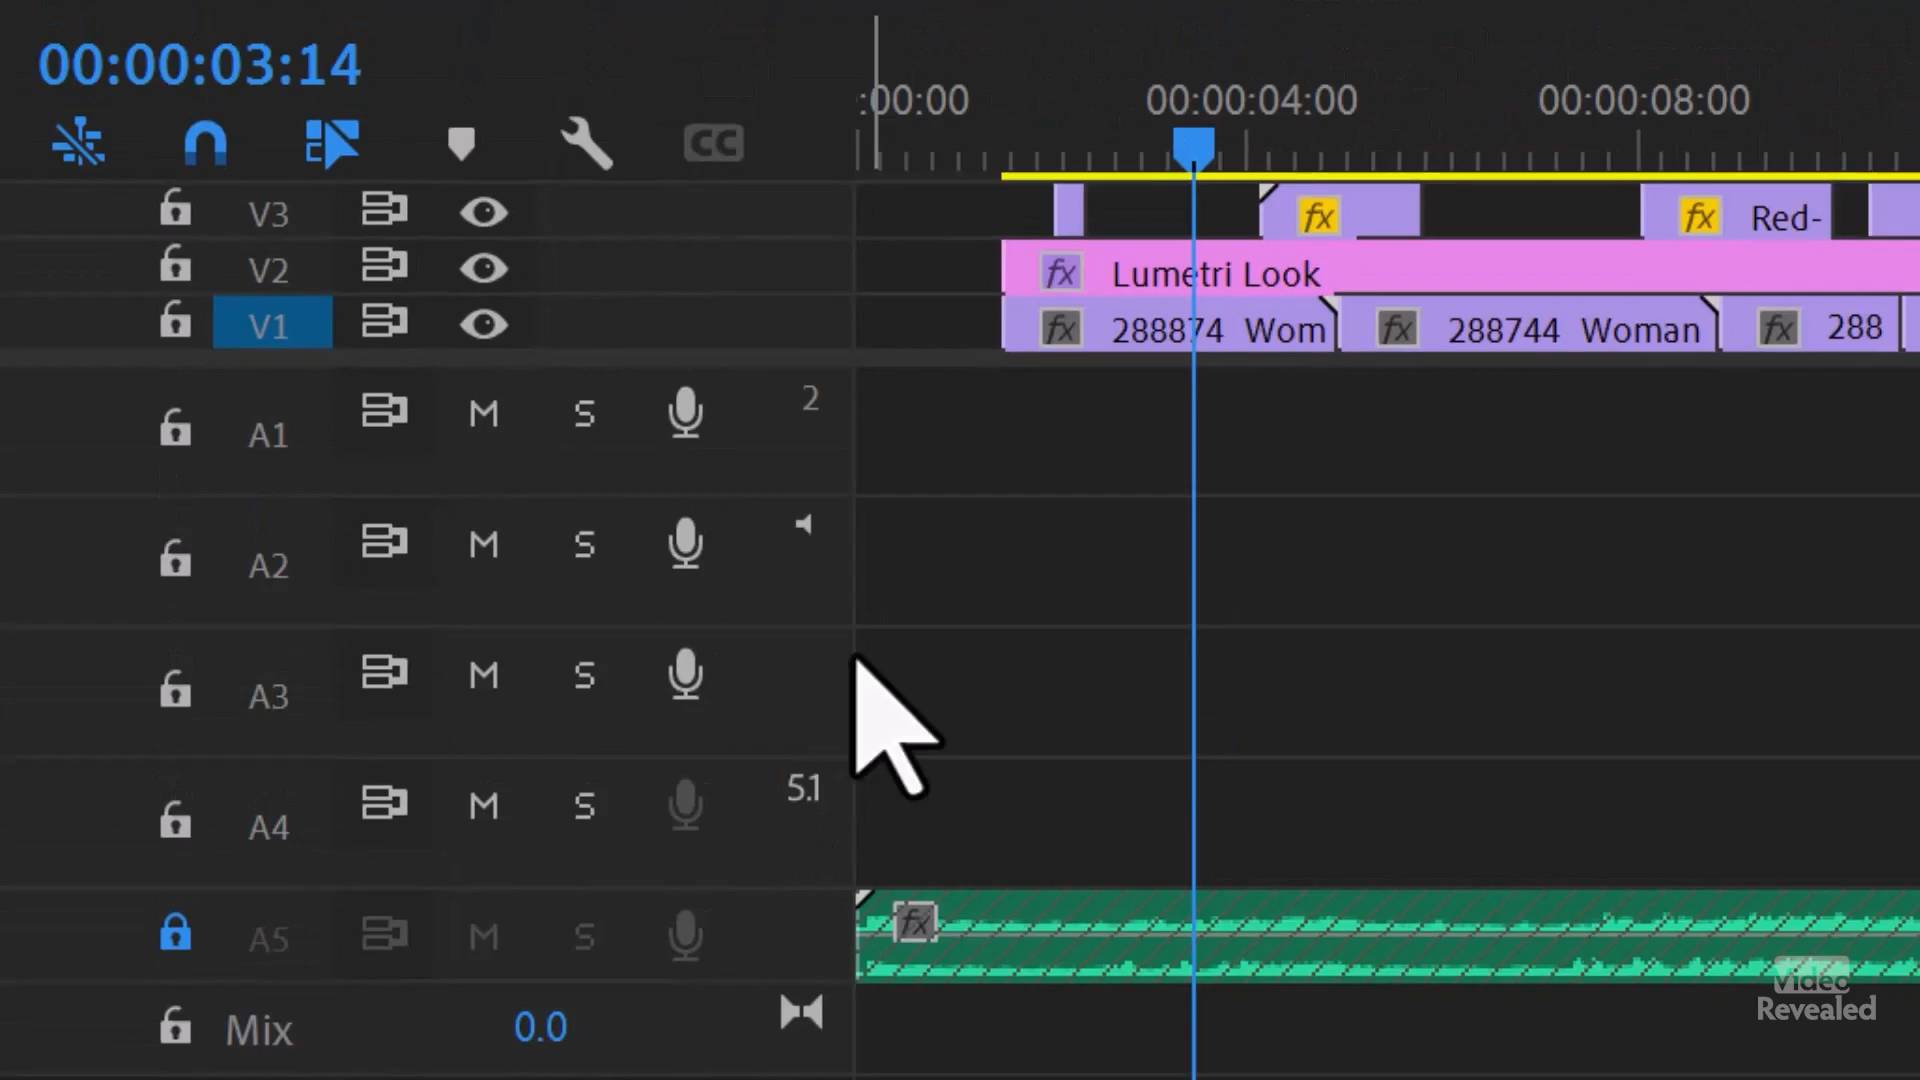 00:00:03:14
:00:00 00:00:04:00 00:00:08:00
CC
V3 fx fx Red-
V2 fx Lumetri Look
V1 fx 288874 Wom fx 288744 Woman fx 288
A1 M S 2
A2 M S
A3 M S
A4 M S 5.1
A5 M S fx
Mix 0.0
Video
Revealed